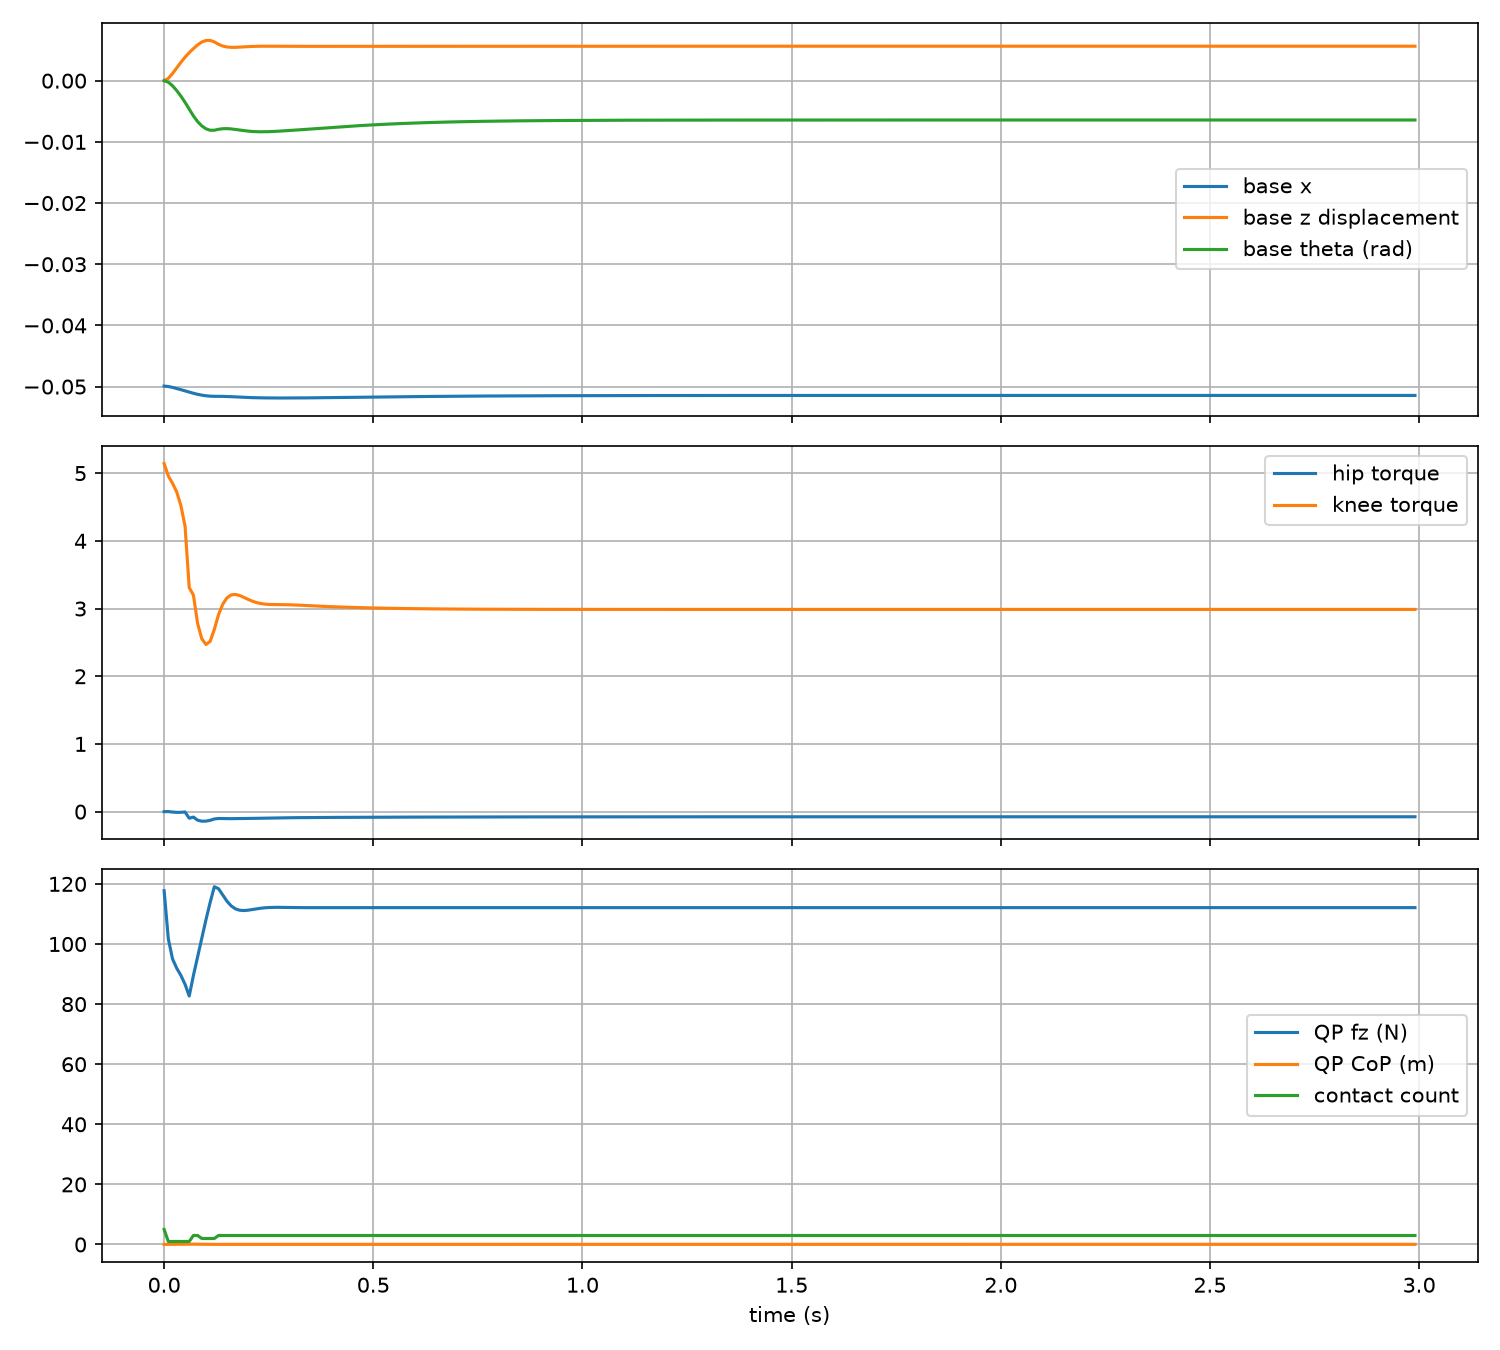 0.00
−0.01
−0.02
−0.03
−0.04
−0.05
base x
base z displacement
base theta (rad)
5
4
3
2
1
0
hip torque
knee torque
120
100
80
60
40
20
0
QP fz (N)
QP CoP (m)
contact count
0.0 0.5 1.0 1.5 2.0 2.5 3.0
time (s)